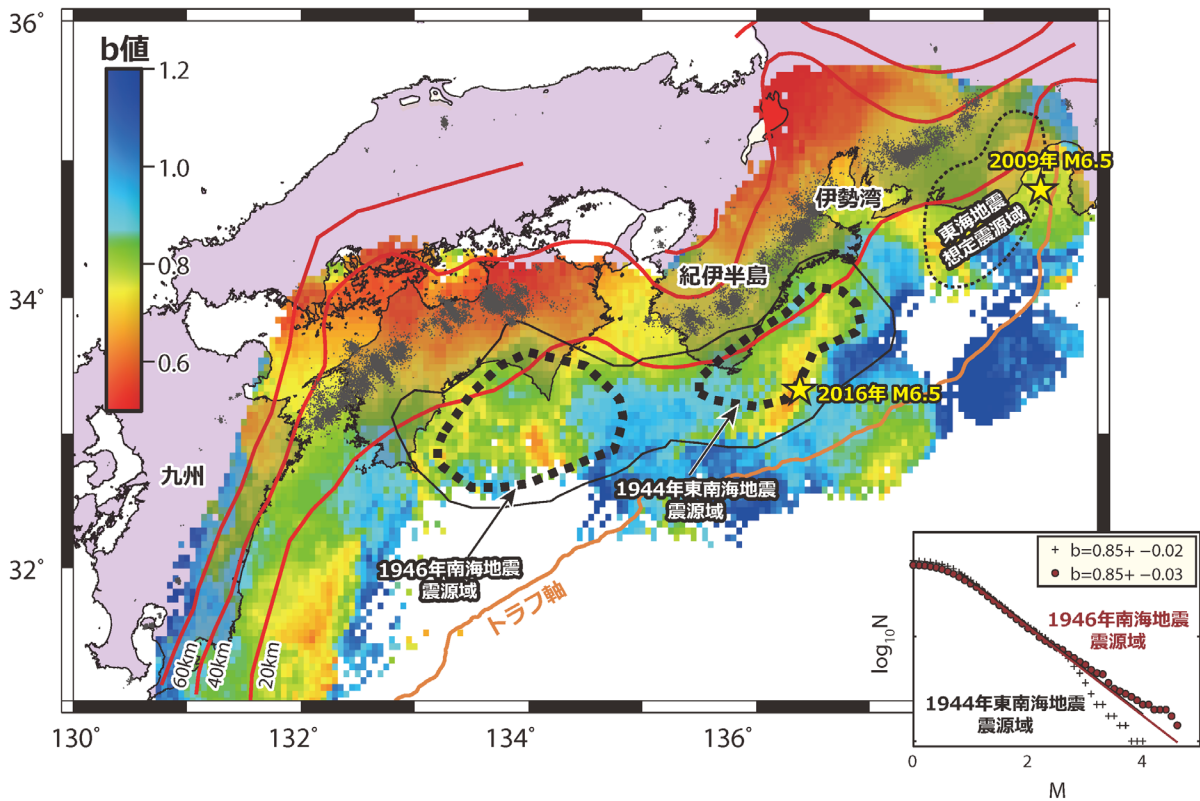 36°
34°
32°
130°
132°
134°
136°
b値
1.2
1.0
0.8
0.6
2009年 M6.5
伊勢湾
東海地震
想定震源域
紀伊半島
2016年 M6.5
九州
1944年東南海地震
震源域
1946年南海地震
震源域
トラフ軸
60km
40km
20km
b=0.85+ −0.02
b=0.85+ −0.03
1946年南海地震
震源域
1944年東南海地震
震源域
log10N
0
2
4
M